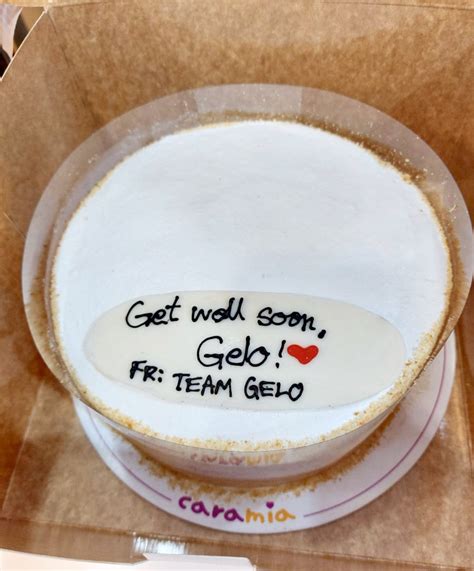 Get well soon,
Gelo! ❤
FR: TEAM GELO
caramia